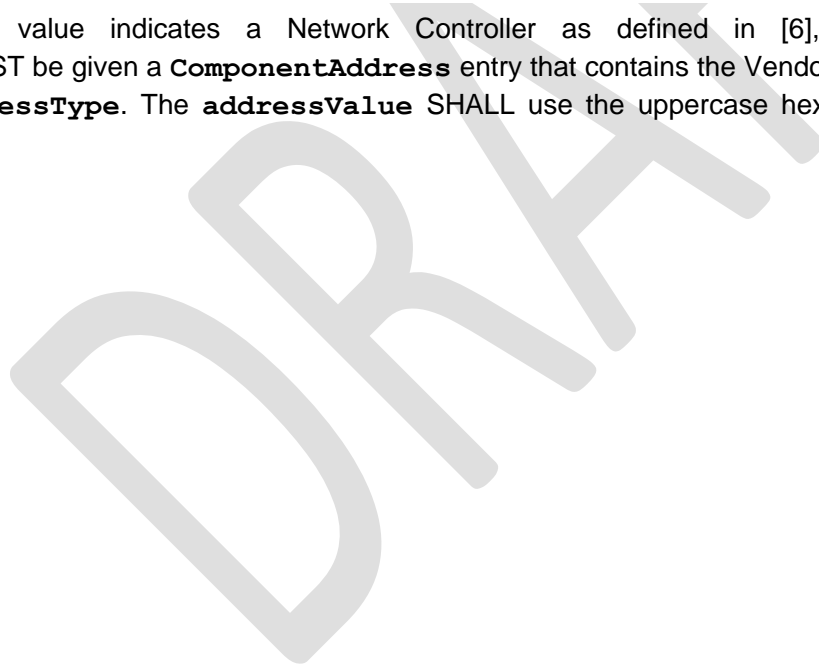 value indicates a Network Controller as defined in [6],
ST be given a ComponentAddress entry that contains the Vendo
essType. The addressValue SHALL use the uppercase hex
DRA